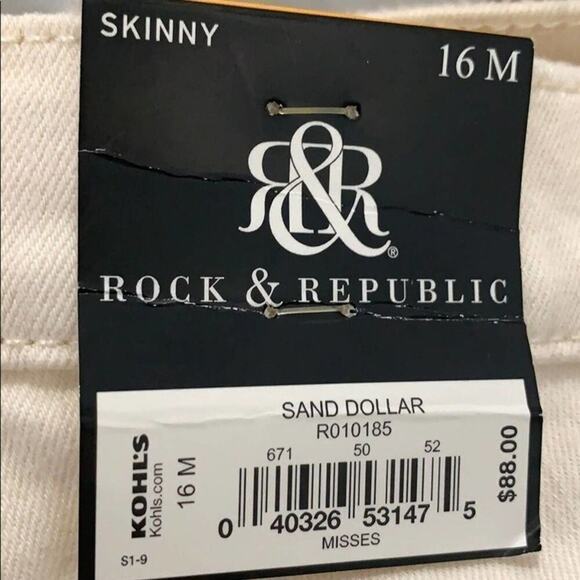 SKINNY
16 M
R&R®
ROCK & REPUBLIC
SAND DOLLAR
R010185
671 50 52
0 40326 53147 5
MISSES
KOHL'S
Kohls.com
16 M
S1-9
$88.00